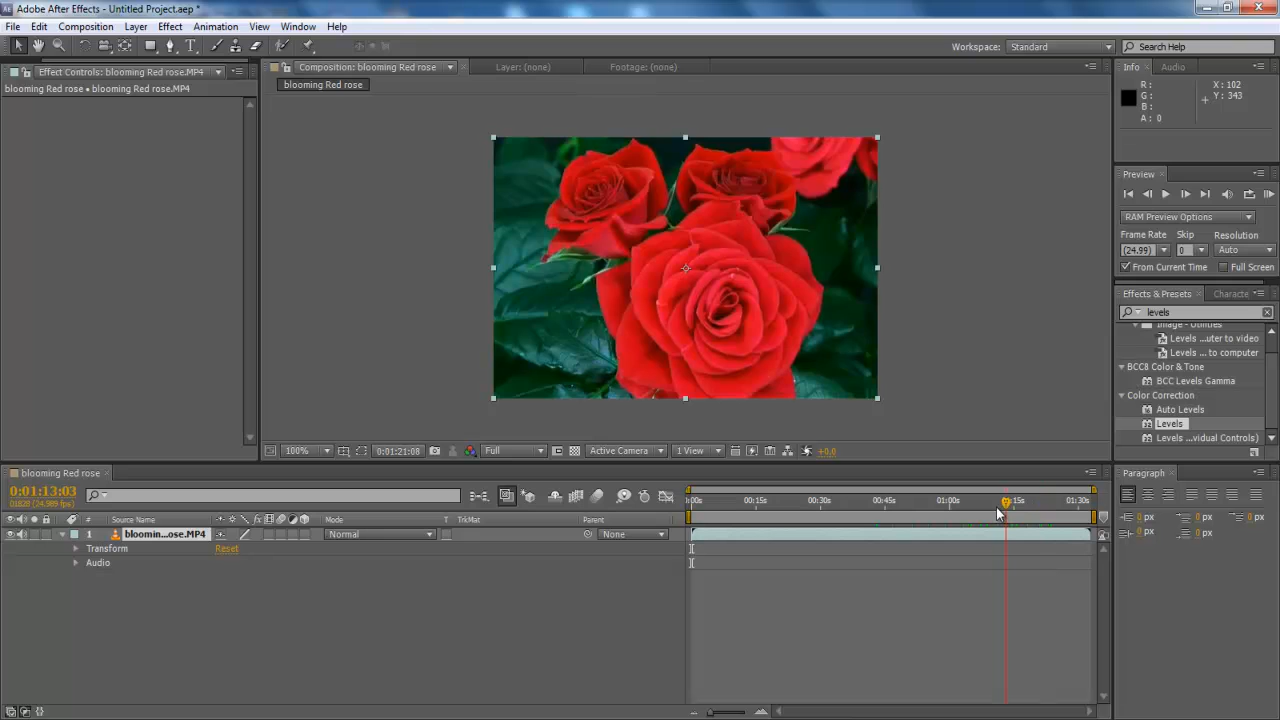 Adobe After Effects - Untitled Project.aep *
File Edit Composition Layer Effect Animation View Window Help
Workspace: Standard Search Help
Effect Controls: blooming Red rose.MP4
Composition: blooming Red rose Layer: (none) Footage: (none)
Info Audio
blooming Red rose • blooming Red rose.MP4
blooming Red rose
R: X: 102
G: Y: 343
B:
A: 0
Preview
RAM Preview Options
Frame Rate Skip Resolution
(24.99) 0 Auto
From Current Time Full Screen
Effects & Presets Characte
levels
Image - Utilities
Levels ...uter to video
Levels ... to computer
BCC8 Color & Tone
BCC Levels Gamma
Color Correction
Auto Levels
Levels
Levels ...vidual Controls)
100% 0:01:21:08 Full Active Camera 1 View +0.0
blooming Red rose
Paragraph
0:01:13:03
01828 (24.989 fps)
00s 00:15s 00:30s 00:45s 01:00s 15s 01:30s
# Source Name Mode T TrkMat Parent
1 bloomin...ose.MP4 Normal None
Transform Reset
Audio
0 px 0 px 0 px
0 px 0 px